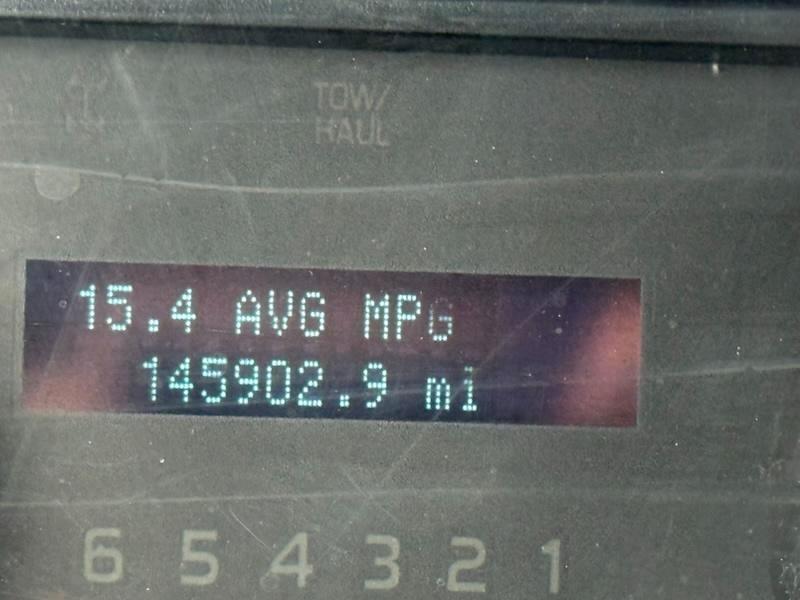 TOW/
HAUL
15.4 AVG MPG
145902.9 mi
6 5 4 3 2 1